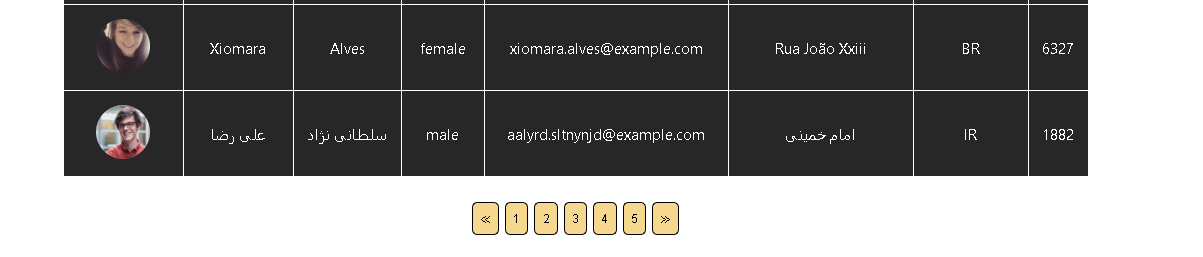 Xiomara Alves female xiomara.alves@example.com Rua João Xxiii BR 6327
علی رضا سلطانی نژاد male aalyrd.sltnynjd@example.com امام خمینی IR 1882
≪ 1 2 3 4 5 ≫